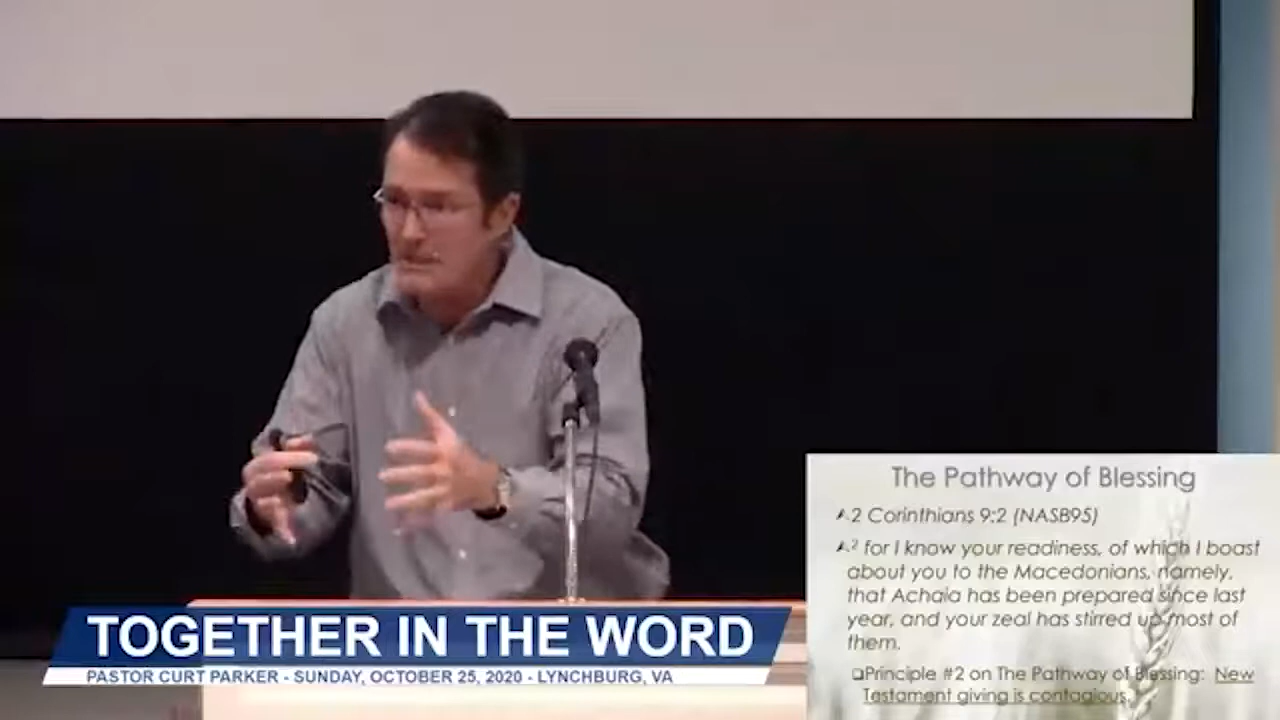 TOGETHER IN THE WORD
PASTOR CURT PARKER - SUNDAY, OCTOBER 25, 2020 - LYNCHBURG, VA
The Pathway of Blessing
2 Corinthians 9:2 (NASB95)
2 for I know your readiness, of which I boast
about you to the Macedonians, namely,
that Achaia has been prepared since last
year, and your zeal has stirred up most of
them.
Principle #2 on The Pathway of Blessing: New
Testament giving is contagious.